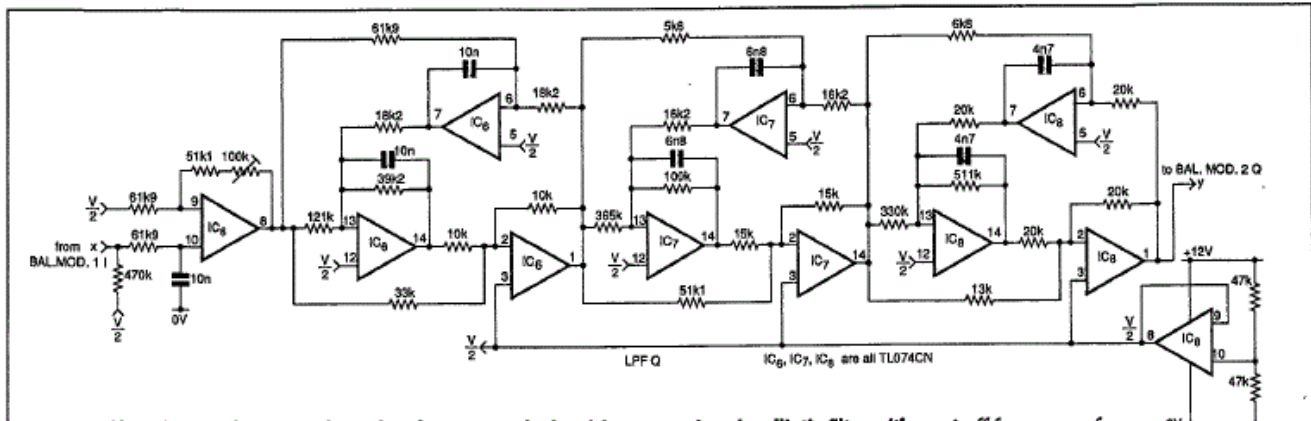 61k9
5k6
6k8
10n
6n8
4n7
7
6
18k2
7
6
16k2
7
6
20k
18k2
IC6
5
V/2
16k2
IC7
5
V/2
20k
IC8
5
V/2
51k1
100k
10n
6n8
4n7
39k2
100k
511k
to BAL. MOD. 2 Q
V/2
61k9
9
10k
15k
20k
y
IC6
8
121k
13
365k
13
330k
13
from x
BAL.MOD. 1 I
61k9
10
14
10k
2
14
15k
2
14
20k
2
IC6
1
IC7
14
IC8
1
+12V
470k
10n
V/2
12
3
V/2
12
3
V/2
12
3
47k
V/2
0V
33k
51k1
13k
V/2
8
9
IC8
10
V/2
LPF Q
IC6, IC7, IC8 are all TL074CN
47k